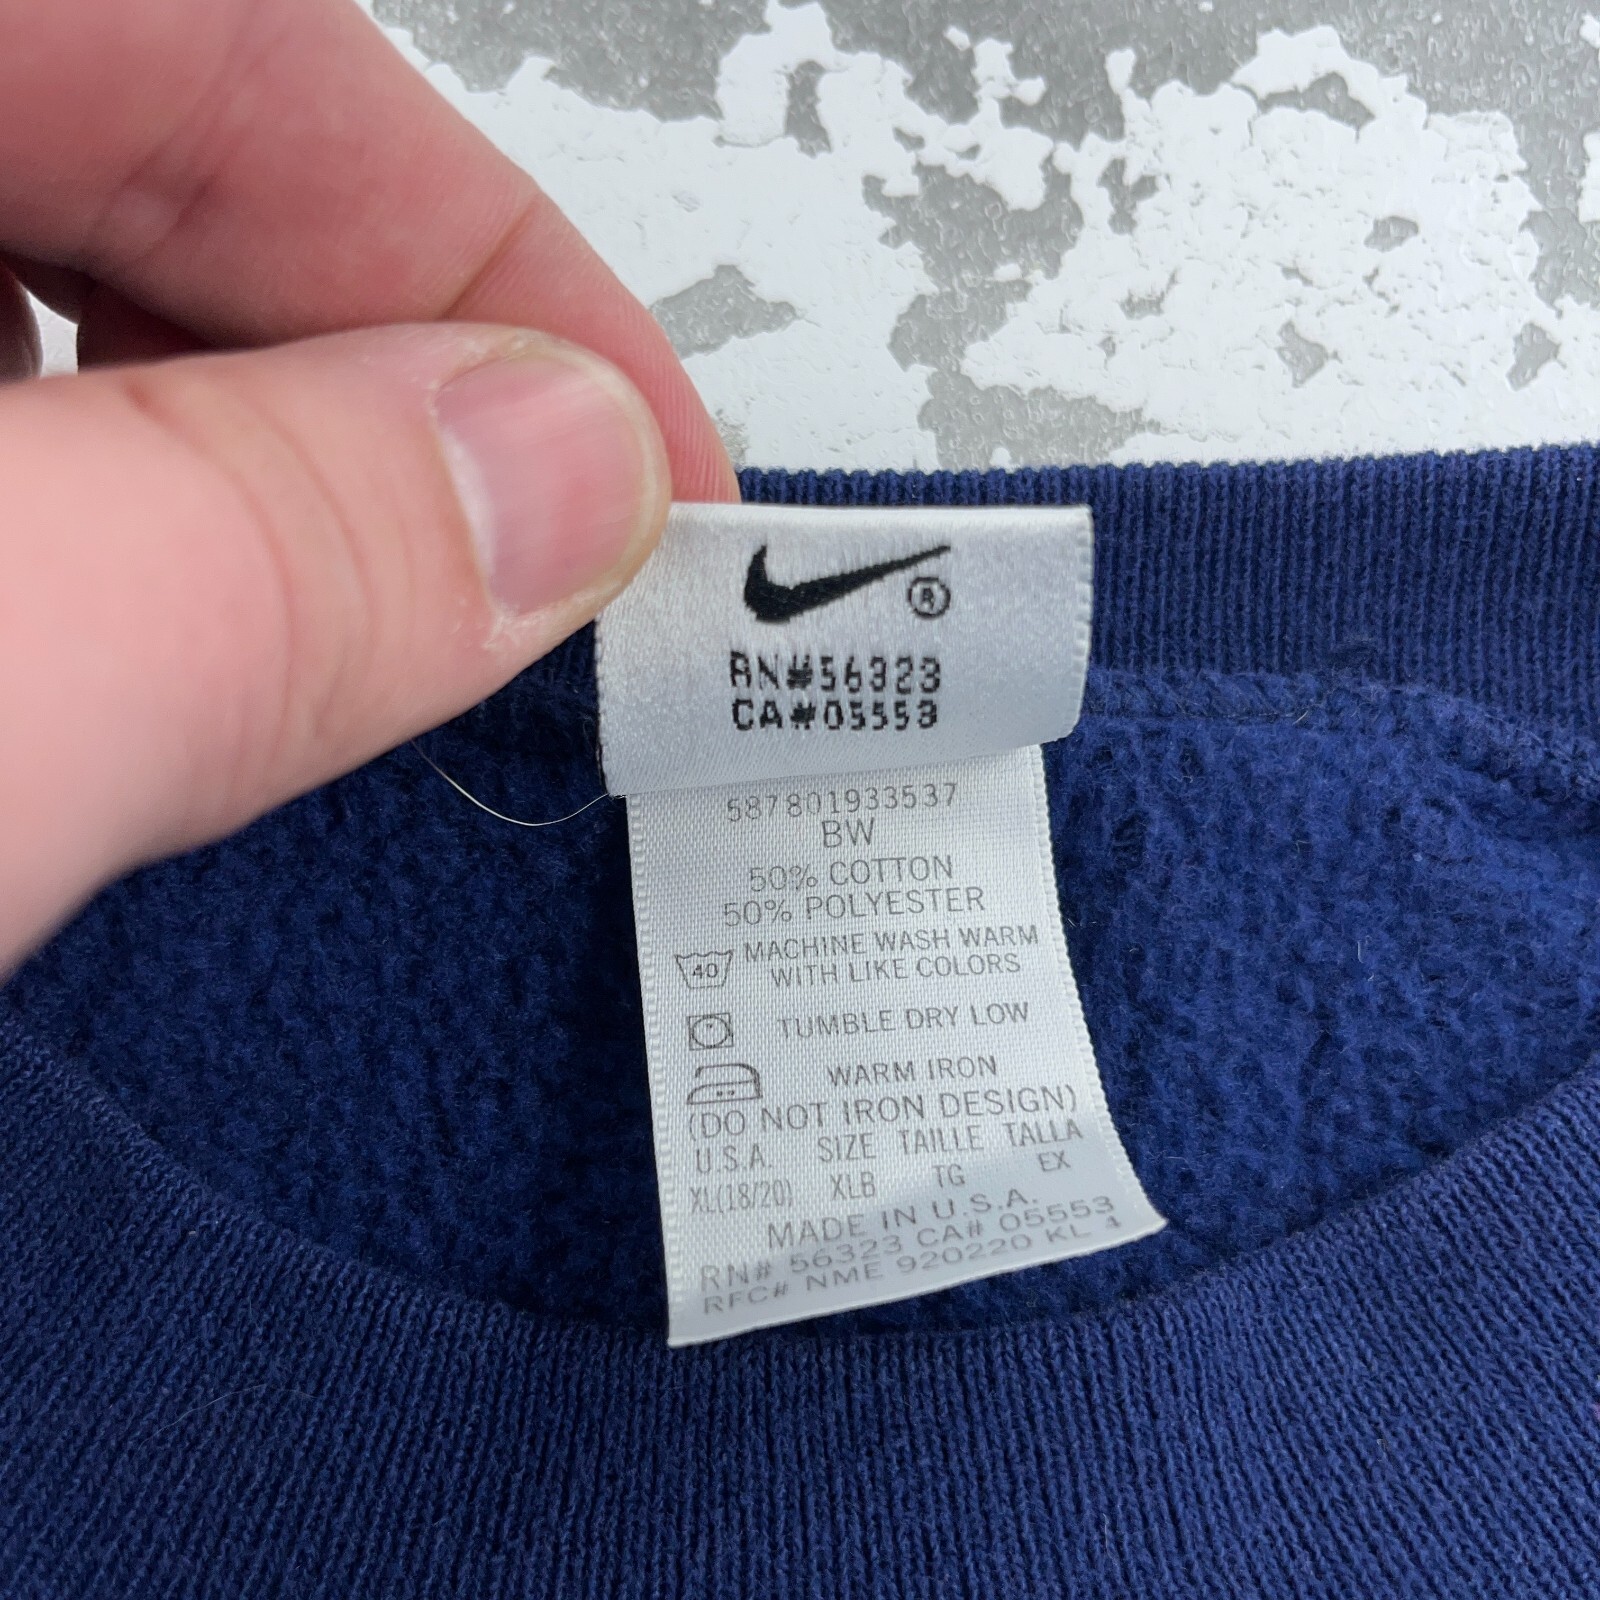 ®
RN#56323
CA#05553
587801933537
BW
50% COTTON
50% POLYESTER
40 MACHINE WASH WARM
WITH LIKE COLORS
TUMBLE DRY LOW
WARM IRON
(DO NOT IRON DESIGN)
U.S.A. SIZE TAILLE TALLA
XL(18/20) XLB TG EX
MADE IN U.S.A.
RN# 56323 CA# 05553
RFC# NME 920220 KL 4